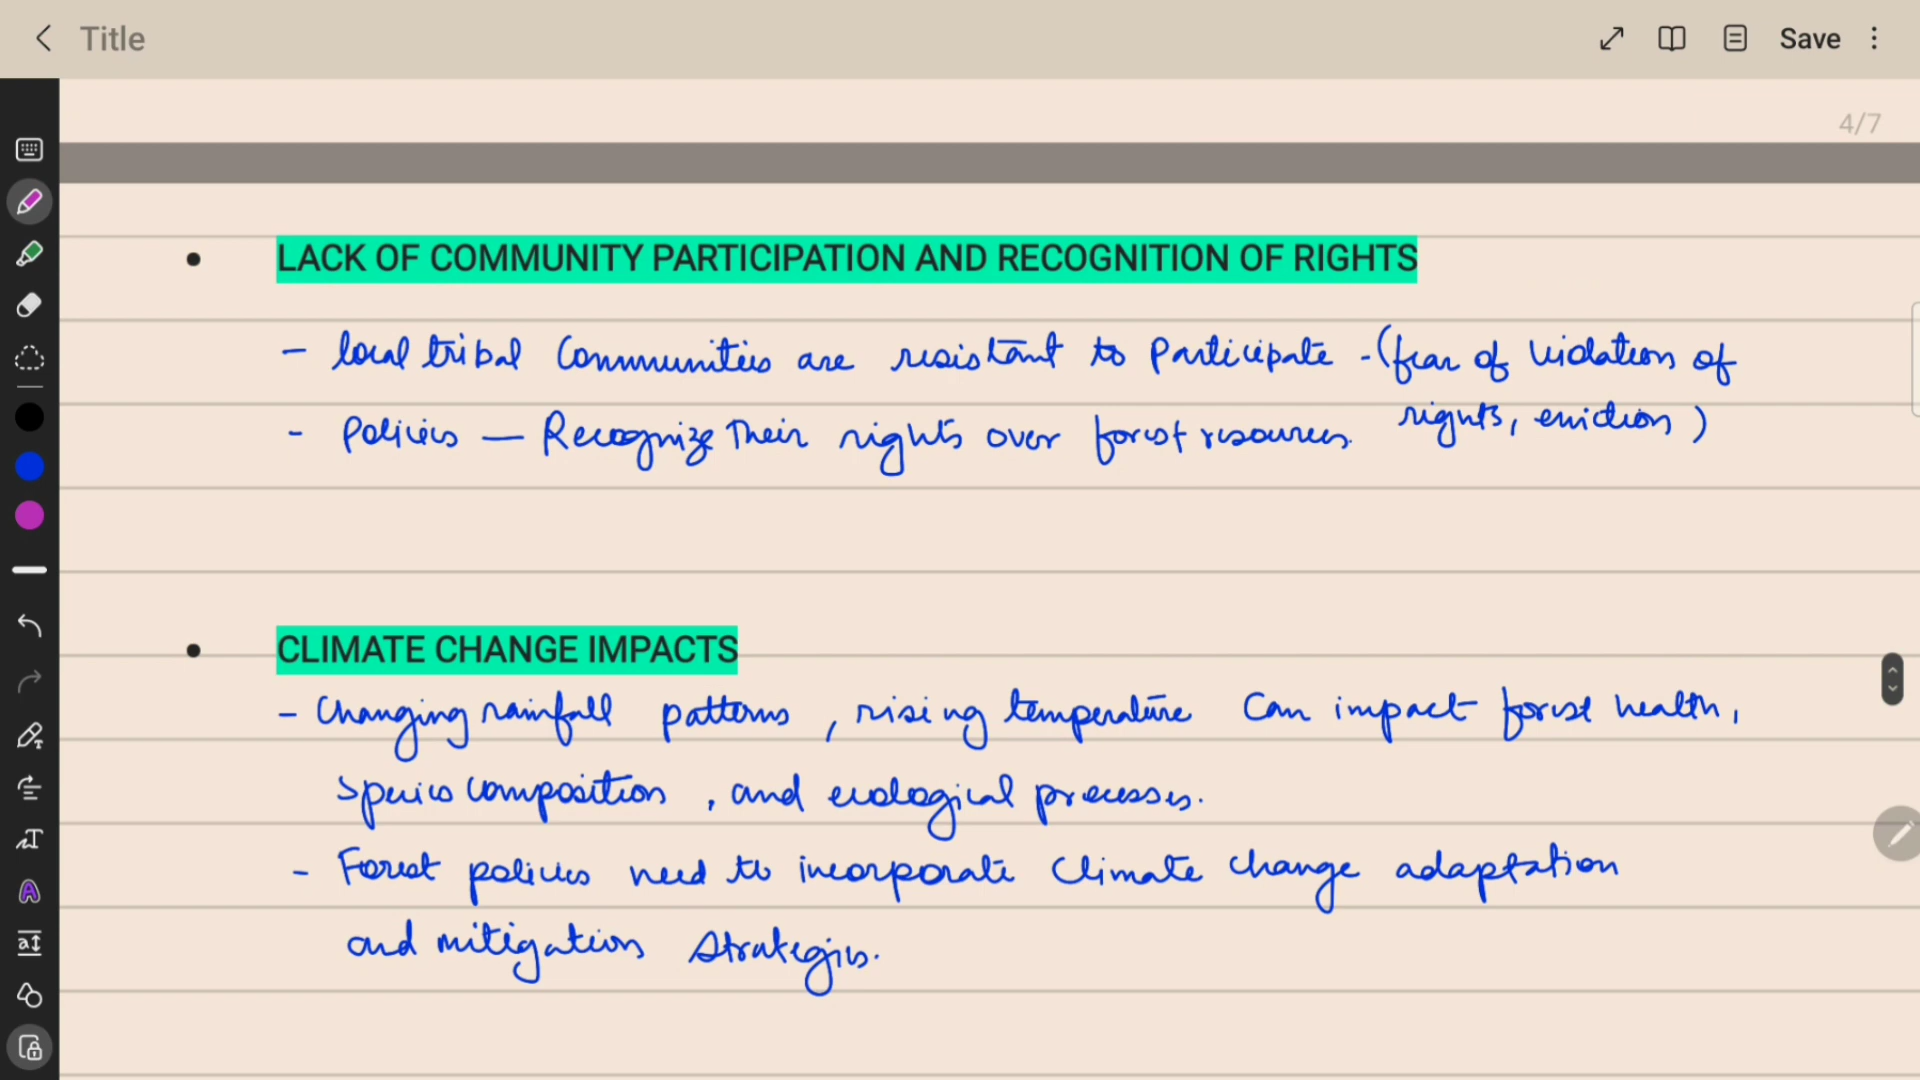 Title
Save
4/7
• LACK OF COMMUNITY PARTICIPATION AND RECOGNITION OF RIGHTS
- local tribal Communities are resistant to Participate - (fear of violation of
rights, eviction)
- Policies — Recognize Their rights over forest resources.
• CLIMATE CHANGE IMPACTS
- Changing rainfall patterns, rising temperature Can impact forest health,
species composition, and ecological processes.
- Forest policies need to incorporate Climate change adaptation
and mitigation strategies.